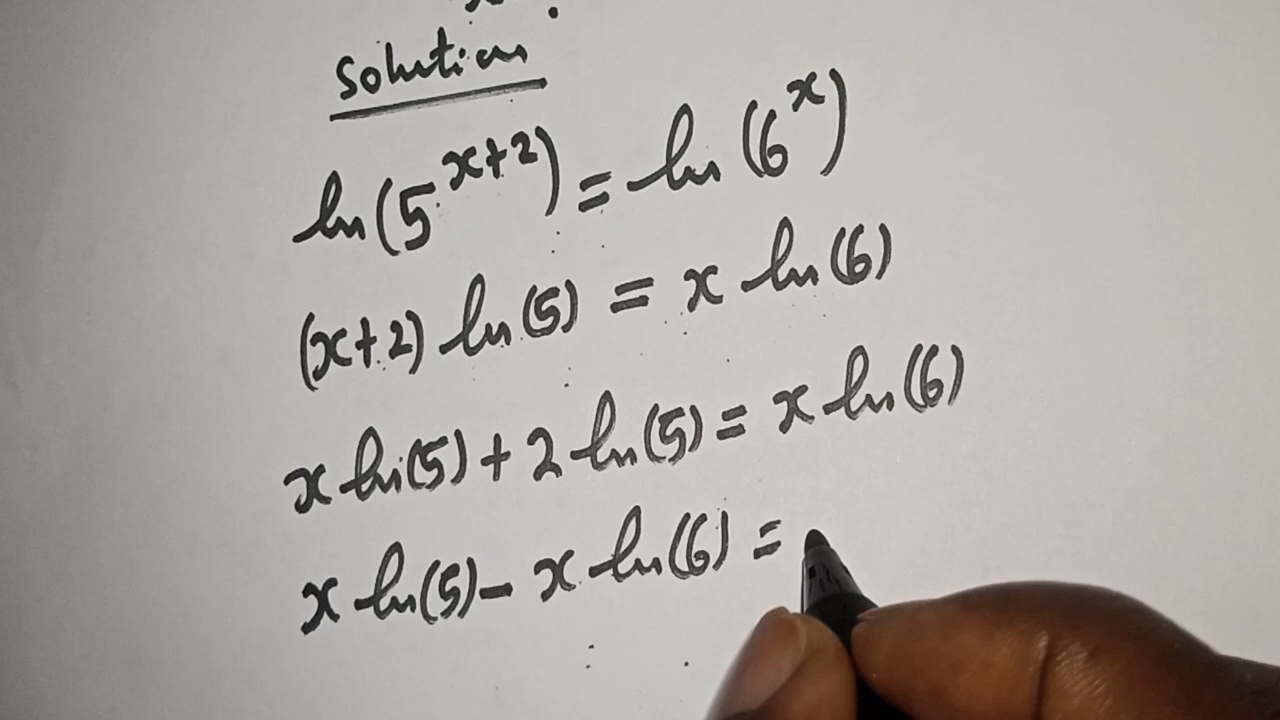 Solution
ln(5^{x+2}) = ln(6^x)
(x+2) ln(5) = x ln(6)
x ln(5) + 2 ln(5) = x ln(6)
x ln(5) - x ln(6) =